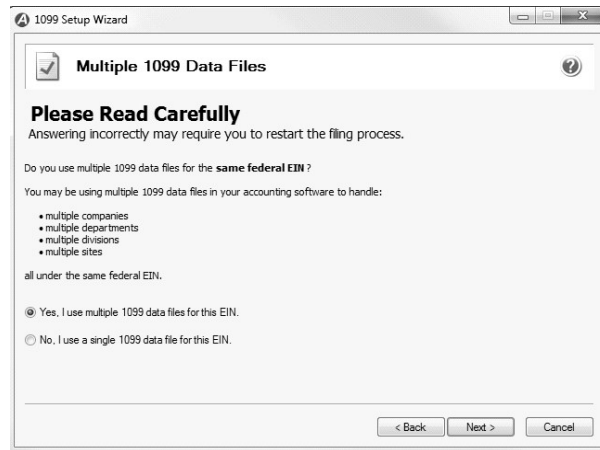 1099 Setup Wizard
Multiple 1099 Data Files
Please Read Carefully
Answering incorrectly may require you to restart the filing process.
Do you use multiple 1099 data files for the same federal EIN ?
You may be using multiple 1099 data files in your accounting software to handle:
• multiple companies
• multiple departments
• multiple divisions
• multiple sites
all under the same federal EIN.
Yes, I use multiple 1099 data files for this EIN.
No, I use a single 1099 data file for this EIN.
< Back Next > Cancel